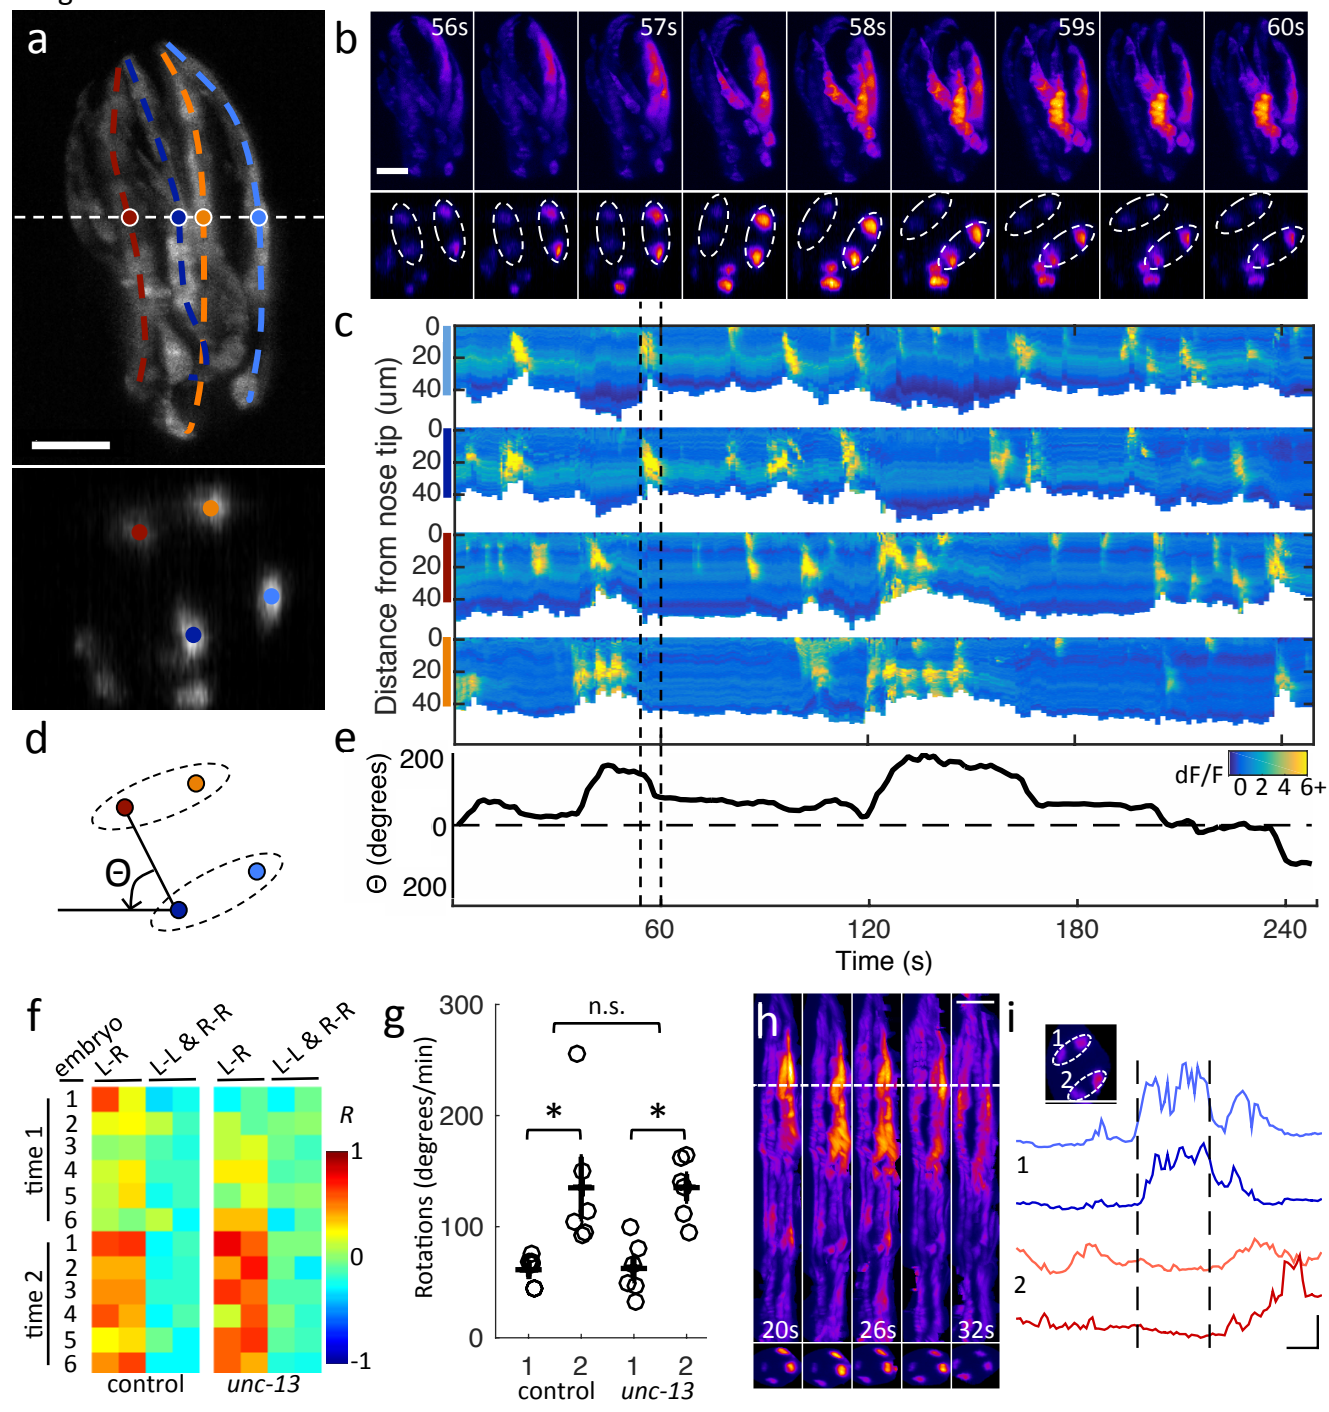 a
b
56s
57s
58s
59s
60s
c
Distance from nose tip (um)
0
20
40
0
20
40
0
20
40
0
20
40
d
Θ
e
Θ (degrees)
200
0
200
dF/F
0 2 4 6+
60
120
180
240
Time (s)
f
embryo
L-R
L-L & R-R
L-R
L-L & R-R
time 1
1
2
3
4
5
6
time 2
1
2
3
4
5
6
control
unc-13
R
1
0
-1
g
Rotations (degrees/min)
300
200
100
0
n.s.
*
*
1
2
1
2
control
unc-13
h
20s
26s
32s
i
1
2
1
2